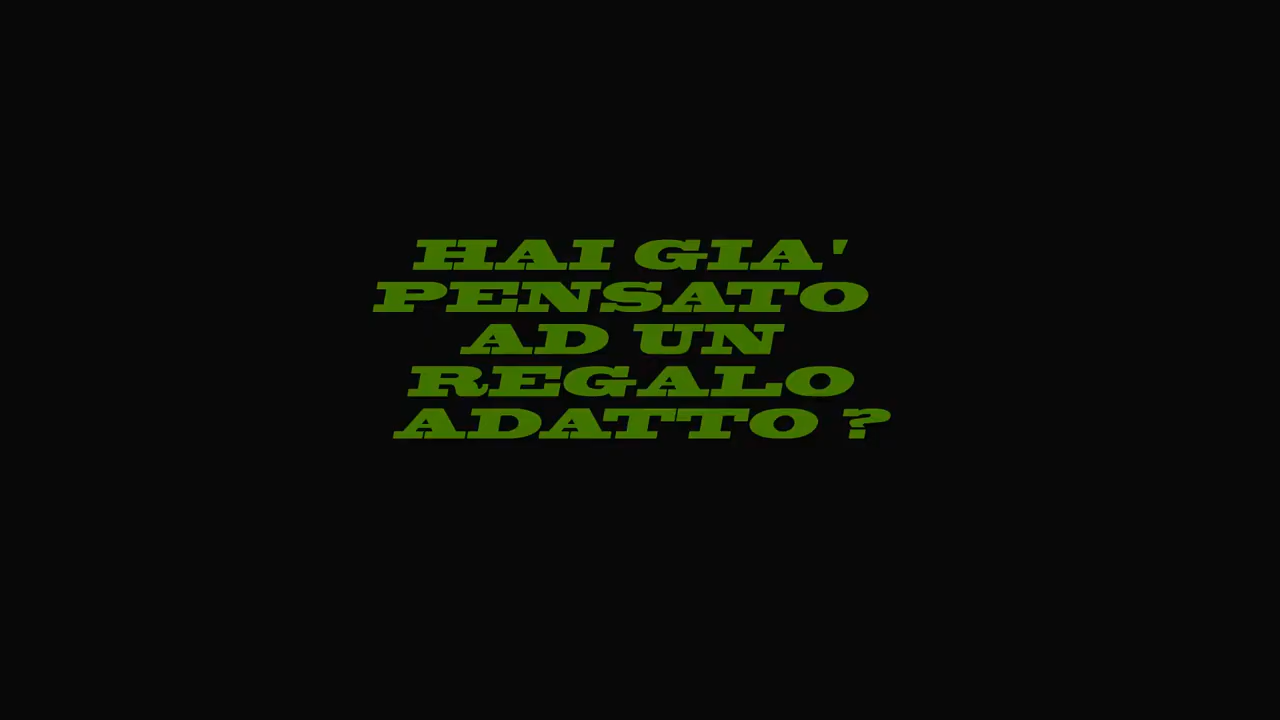 HAI GIA'
PENSATO
AD UN
REGALO
ADATTO ?